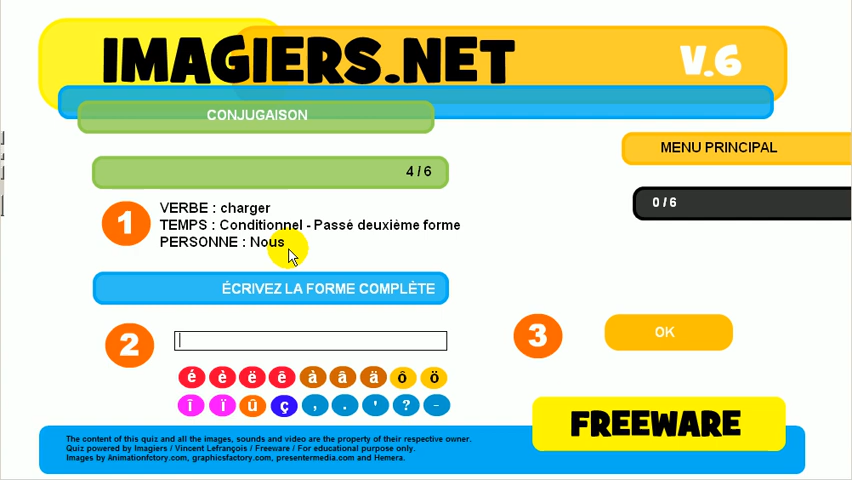 IMAGIERS.NET
V.6
CONJUGAISON
MENU PRINCIPAL
4 / 6
0 / 6
1
VERBE : charger
TEMPS : Conditionnel - Passé deuxième forme
PERSONNE : Nous
ÉCRIVEZ LA FORME COMPLÈTE
2
3
OK
é è ë ē à â ä ô ö
î ï û ç , . ' ? -
FREEWARE
The content of this quiz and all the images, sounds and video are the property of their respective owner.
Quiz powered by Imagiers / Vincent Lefrançois / Freeware / For educational purpose only.
Images by Animationfctory.com, graphicsfactory.com, presentermedia.com and Hemera.